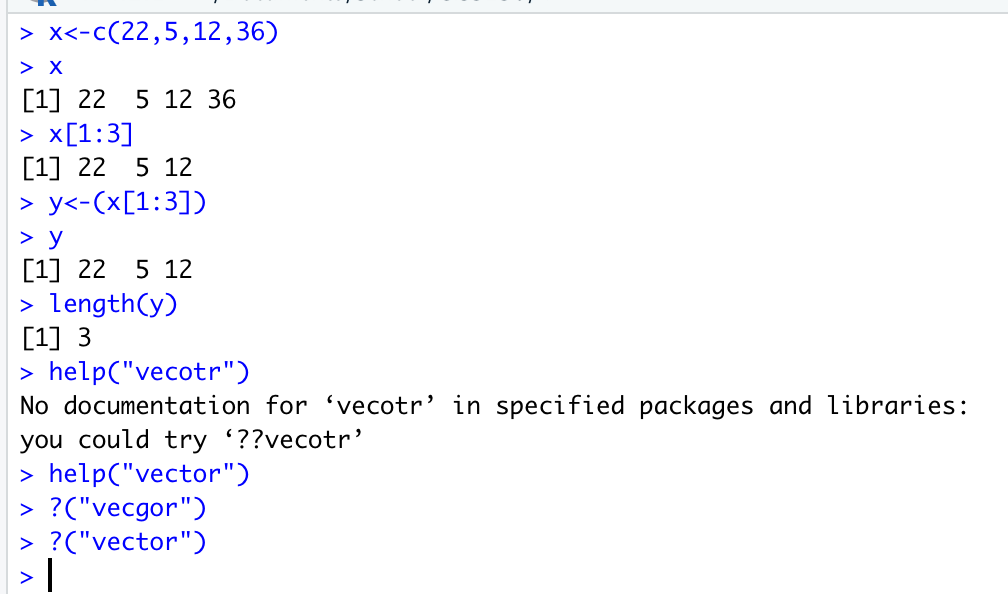 > x<-c(22,5,12,36)
> x
[1] 22  5 12 36
> x[1:3]
[1] 22  5 12
> y<-(x[1:3])
> y
[1] 22  5 12
> length(y)
[1] 3
> help("vecotr")
No documentation for ‘vecotr’ in specified packages and libraries:
you could try ‘??vecotr’
> help("vector")
> ?("vecgor")
> ?("vector")
>